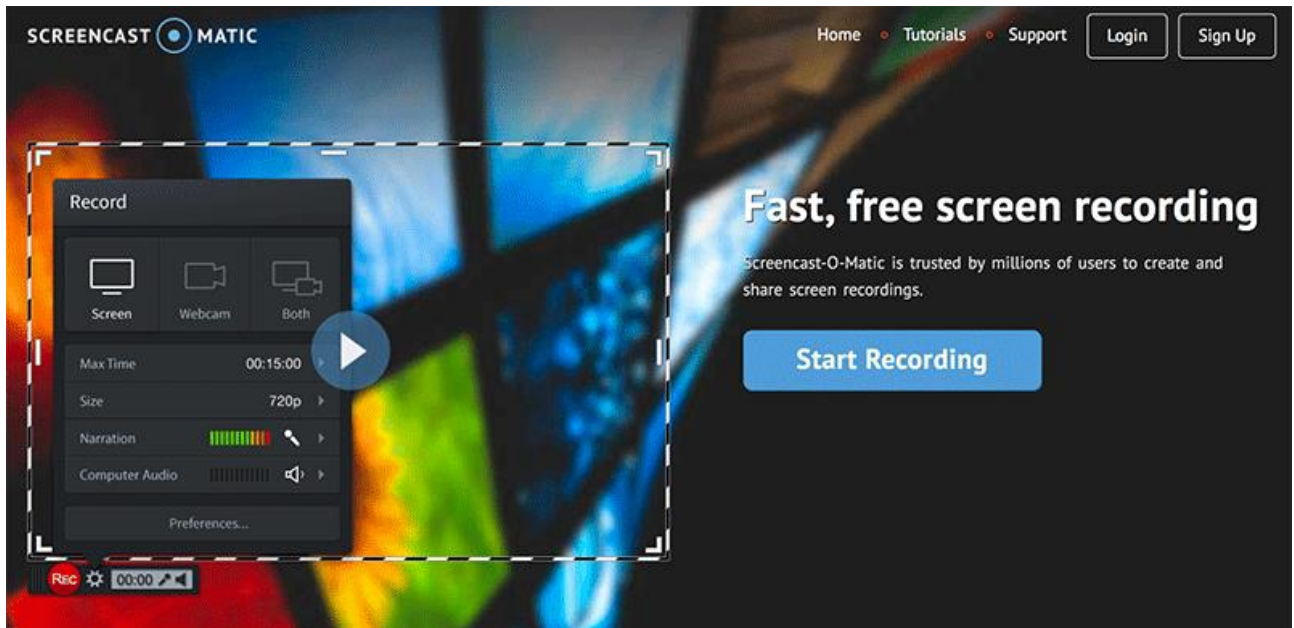 SCREENCAST O MATIC
Home Tutorials Support Login Sign Up
Record
Screen Webcam Both
Max Time 00:15:00
Size 720p
Narration
Computer Audio
Preferences...
REC 00:00
Fast, free screen recording
Screencast-O-Matic is trusted by millions of users to create and
share screen recordings.
Start Recording